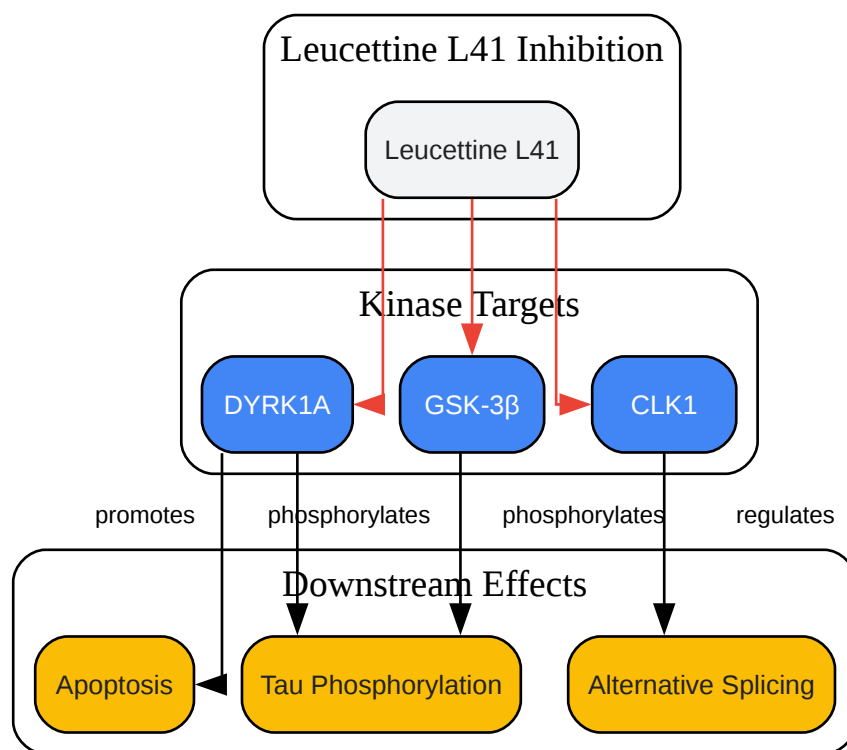 Leucettine L41 Inhibition
Leucettine L41
Kinase Targets
DYRK1A
GSK-3β
CLK1
promotes
phosphorylates
phosphorylates
regulates
Downstream Effects
Apoptosis
Tau Phosphorylation
Alternative Splicing